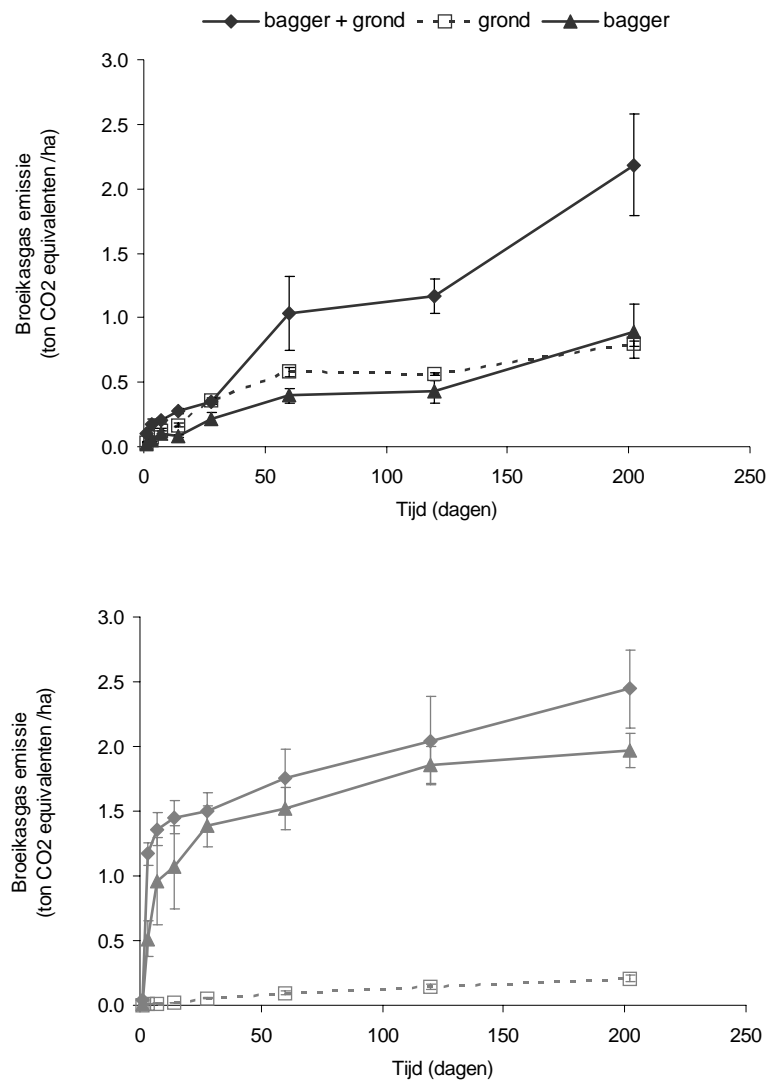 bagger + grond grond bagger
3.0
2.5
2.0
1.5
1.0
0.5
0.0
Broeikasgas emissie
(ton CO2 equivalenten /ha)
0 50 100 150 200 250
Tijd (dagen)
3.0
2.5
2.0
1.5
1.0
0.5
0.0
Broeikasgas emissie
(ton CO2 equivalenten /ha)
0 50 100 150 200 250
Tijd (dagen)